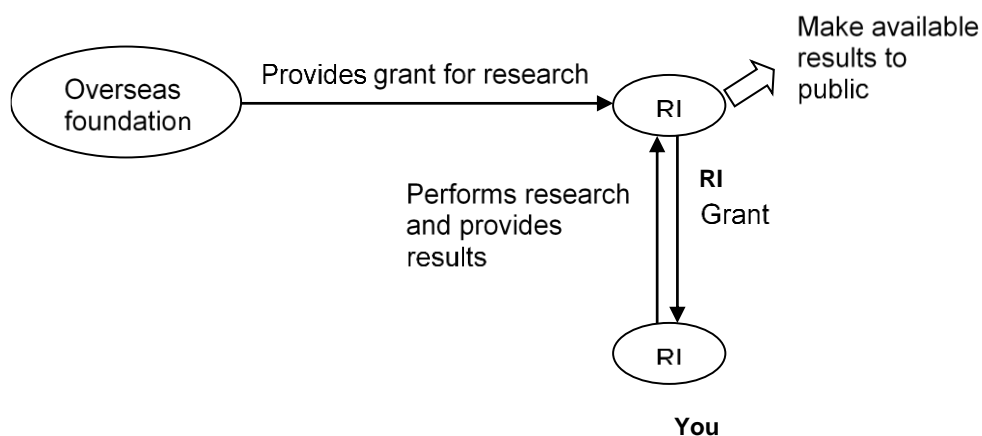 Overseas
foundation
Provides grant for research
RI
Make available
results to
public
Performs research
and provides
results
RI
Grant
RI
You